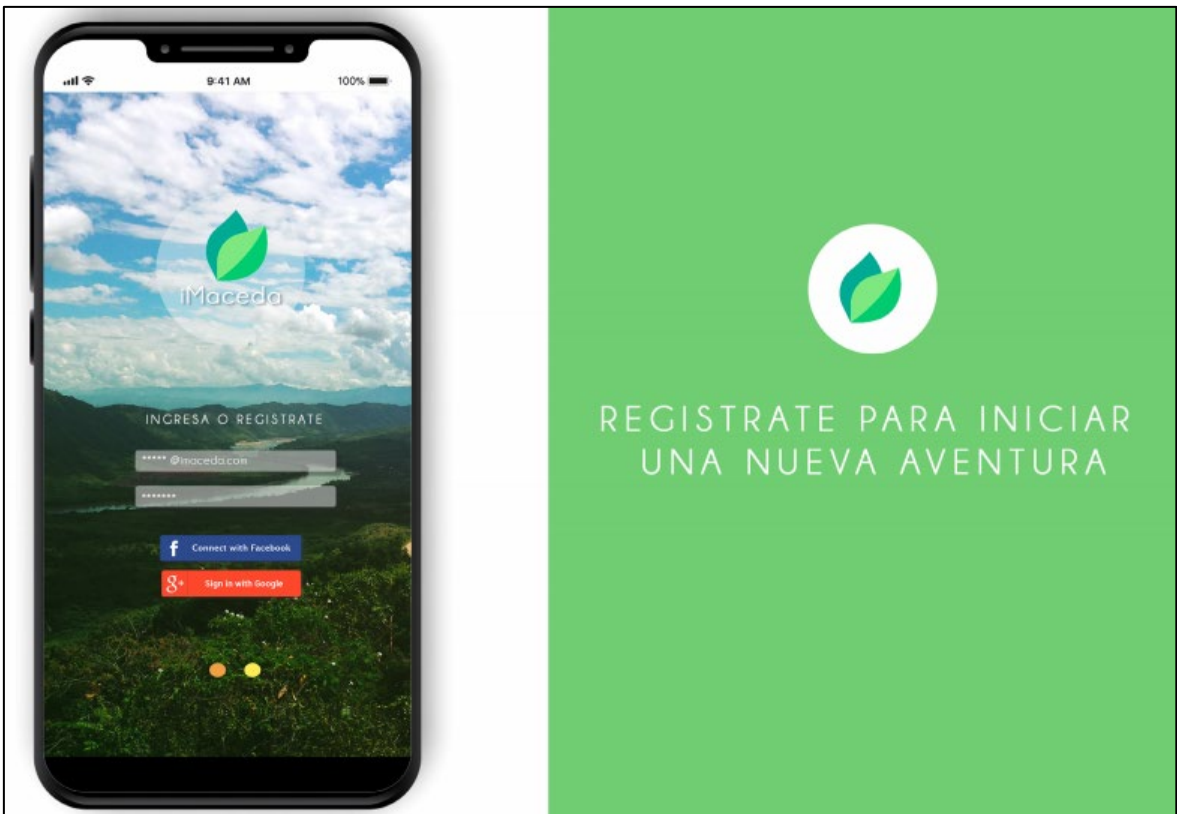 9:41 AM
100%
iMaceda
INGRESA O REGISTRATE
***** @imaceda.com
*******
f Connect with Facebook
g+ Sign in with Google
REGISTRATE PARA INICIAR
UNA NUEVA AVENTURA